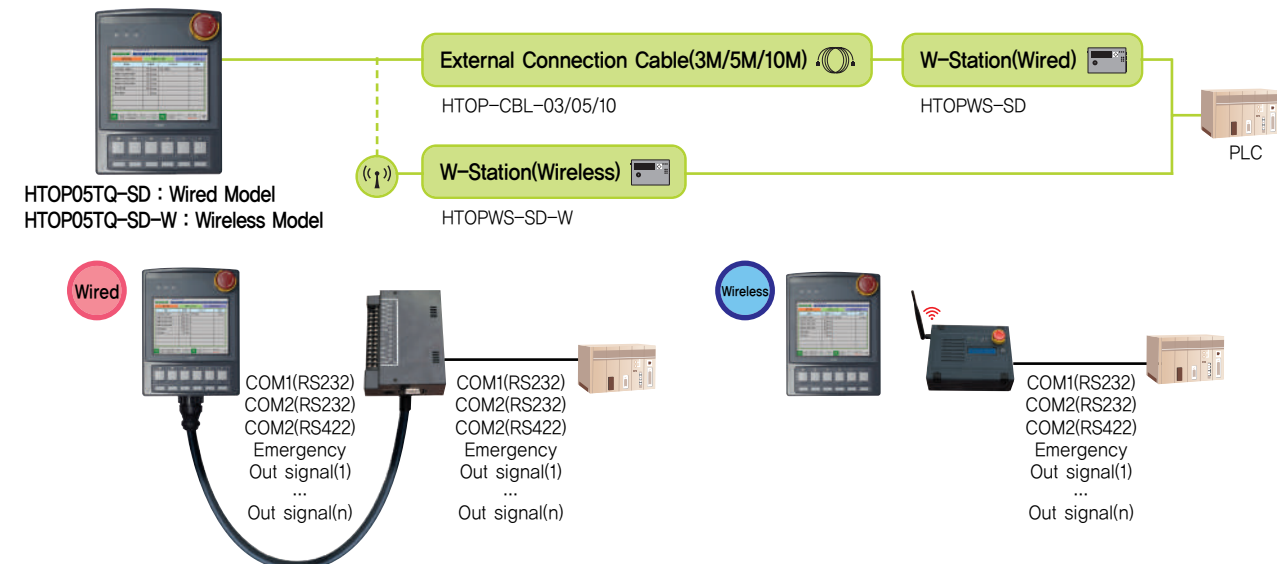 External Connection Cable(3M/5M/10M)
W-Station(Wired)
HTOP-CBL-03/05/10
HTOPWS-SD
PLC
W-Station(Wireless)
HTOPWS-SD-W
HTOP05TQ-SD : Wired Model
HTOP05TQ-SD-W : Wireless Model
Wired
COM1(RS232)
COM2(RS232)
COM2(RS422)
Emergency
Out signal(1)
...
Out signal(n)
COM1(RS232)
COM2(RS232)
COM2(RS422)
Emergency
Out signal(1)
...
Out signal(n)
Wireless
COM1(RS232)
COM2(RS232)
COM2(RS422)
Emergency
Out signal(1)
...
Out signal(n)